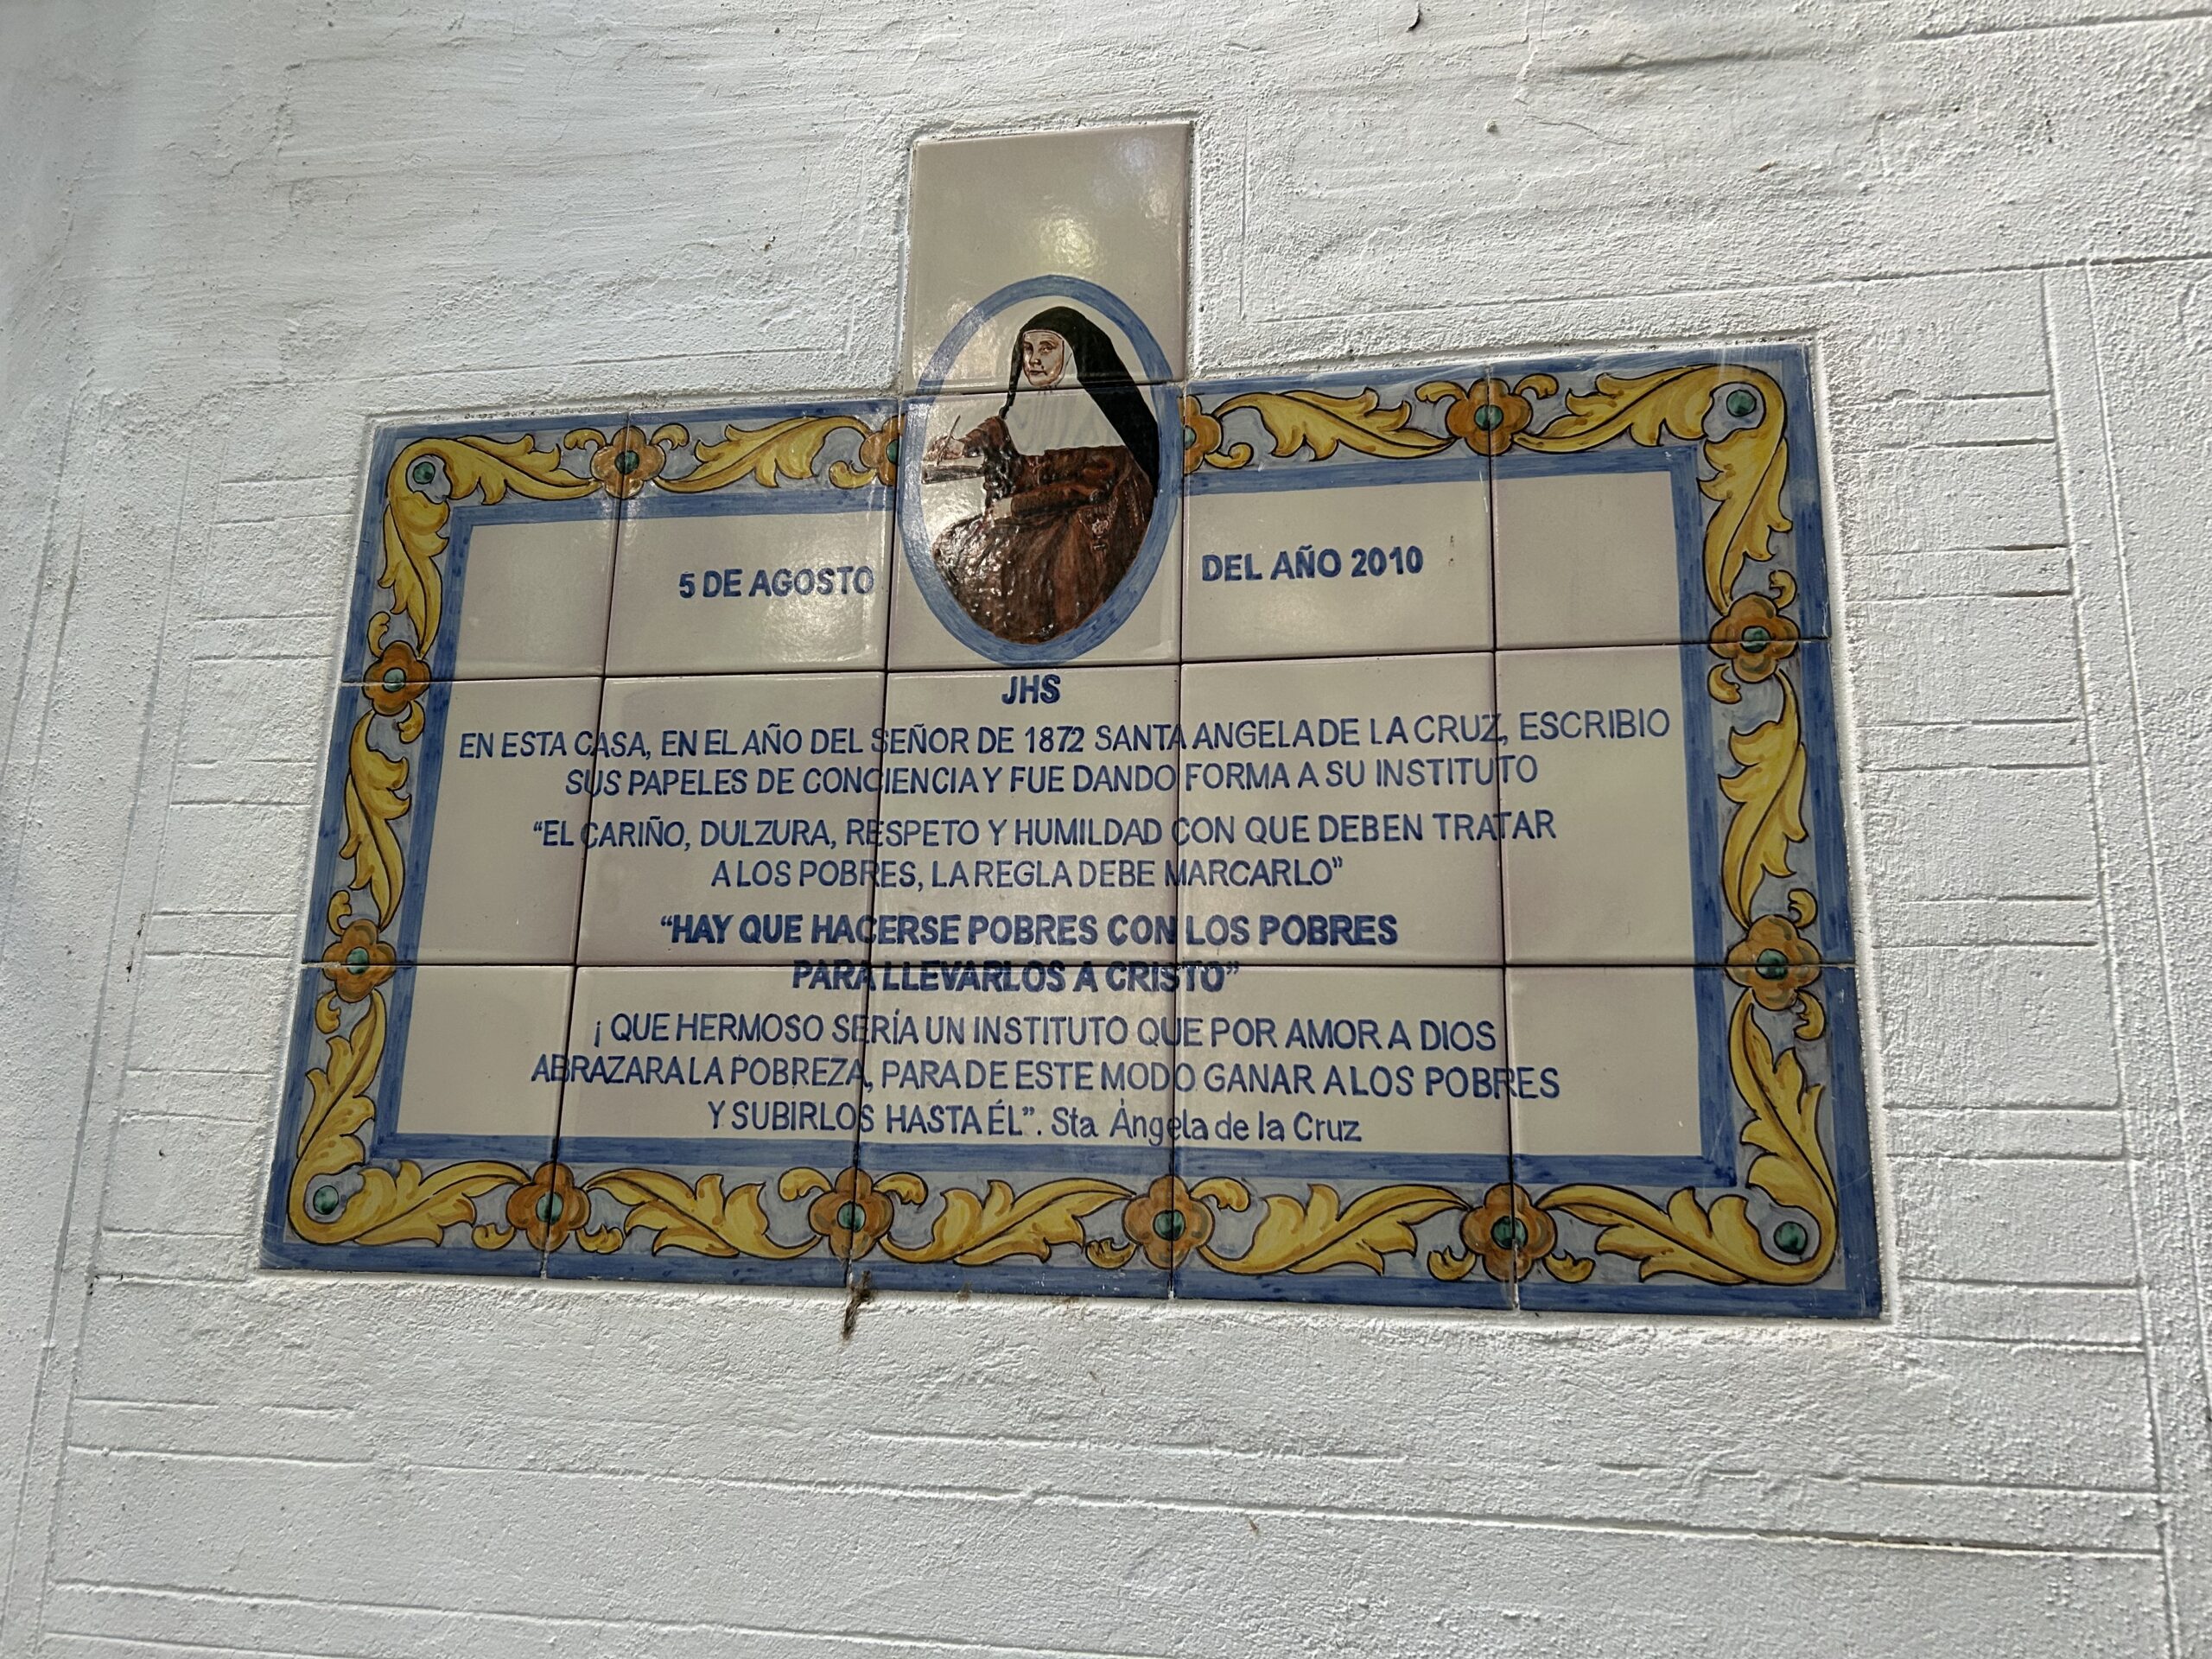 5 DE AGOSTO DEL AÑO 2010
JHS
EN ESTA CASA, EN EL AÑO DEL SEÑOR DE 1872 SANTA ANGELA DE LA CRUZ, ESCRIBIO
SUS PAPELES DE CONCIENCIA Y FUE DANDO FORMA A SU INSTITUTO
“EL CARIÑO, DULZURA, RESPETO Y HUMILDAD CON QUE DEBEN TRATAR
A LOS POBRES, LA REGLA DEBE MARCARLO”
“HAY QUE HACERSE POBRES CON LOS POBRES
PARA LLEVARLOS A CRISTO”
¡ QUE HERMOSO SERÍA UN INSTITUTO QUE POR AMOR A DIOS
ABRAZARA LA POBREZA, PARA DE ESTE MODO GANAR A LOS POBRES
Y SUBIRLOS HASTA ÉL”. Sta Ángela de la Cruz